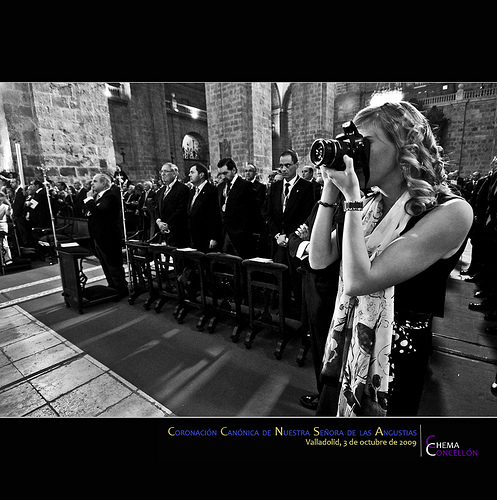 Coronación Canónica de Nuestra Señora de las Angustias
Valladolid, 3 de octubre de 2009
Chema
Concellón